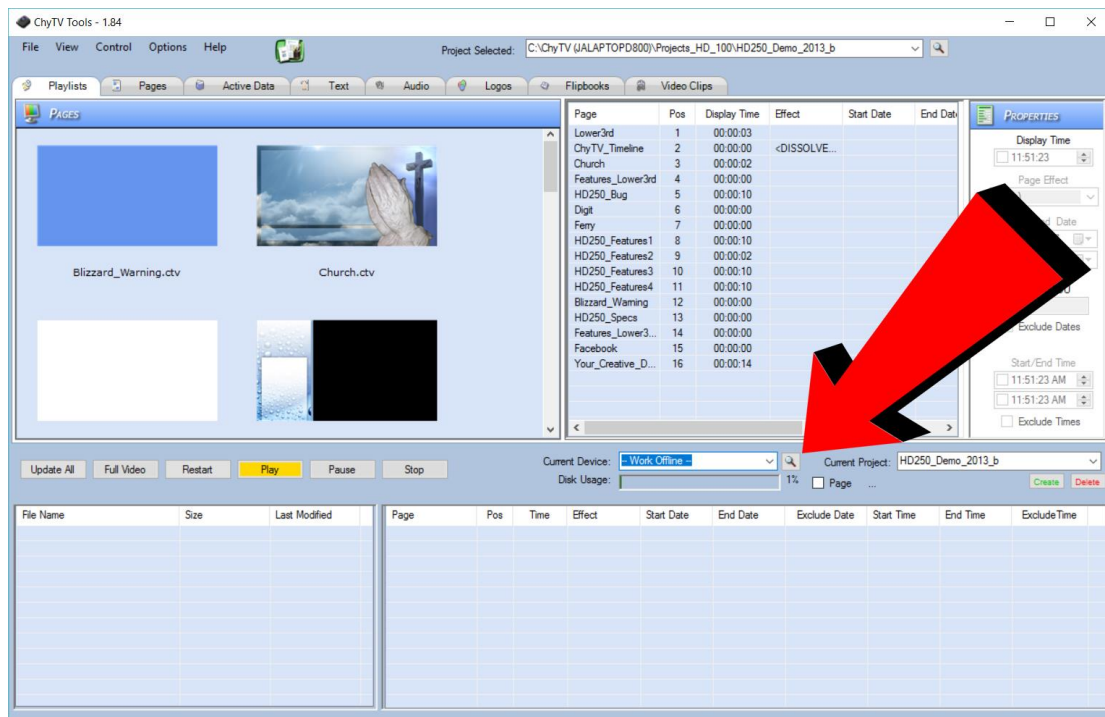 ChyTV Tools - 1.84
File View Control Options Help
Project Selected: C:\ChyTV (JALAPTOPD800)\Projects_HD_100\HD250_Demo_2013_b
Playlists Pages Active Data Text Audio Logos Flipbooks Video Clips
PAGES
Blizzard_Warning.ctv
Church.ctv
Page Pos Display Time Effect Start Date End Date
Lower3rd 1 00:00:03
ChyTV_Timeline 2 00:00:00 <DISSOLVE...
Church 3 00:00:02
Features_Lower3rd 4 00:00:00
HD250_Bug 5 00:00:10
Digit 6 00:00:00
Ferry 7 00:00:00
HD250_Features1 8 00:00:10
HD250_Features2 9 00:00:02
HD250_Features3 10 00:00:10
HD250_Features4 11 00:00:10
Blizzard_Warning 12 00:00:00
HD250_Specs 13 00:00:00
Features_Lower3... 14 00:00:00
Facebook 15 00:00:00
Your_Creative_D... 16 00:00:14
PROPERTIES
Display Time
11:51:23
Page Effect
Date
Exclude Dates
Start/End Time
11:51:23 AM
11:51:23 AM
Exclude Times
Update All Full Video Restart Play Pause Stop
Current Device: -- Work Offline --
Current Project: HD250_Demo_2013_b
Disk Usage: 1% Page ... Create Delete
File Name Size Last Modified
Page Pos Time Effect Start Date End Date Exclude Date Start Time End Time ExcludeTime